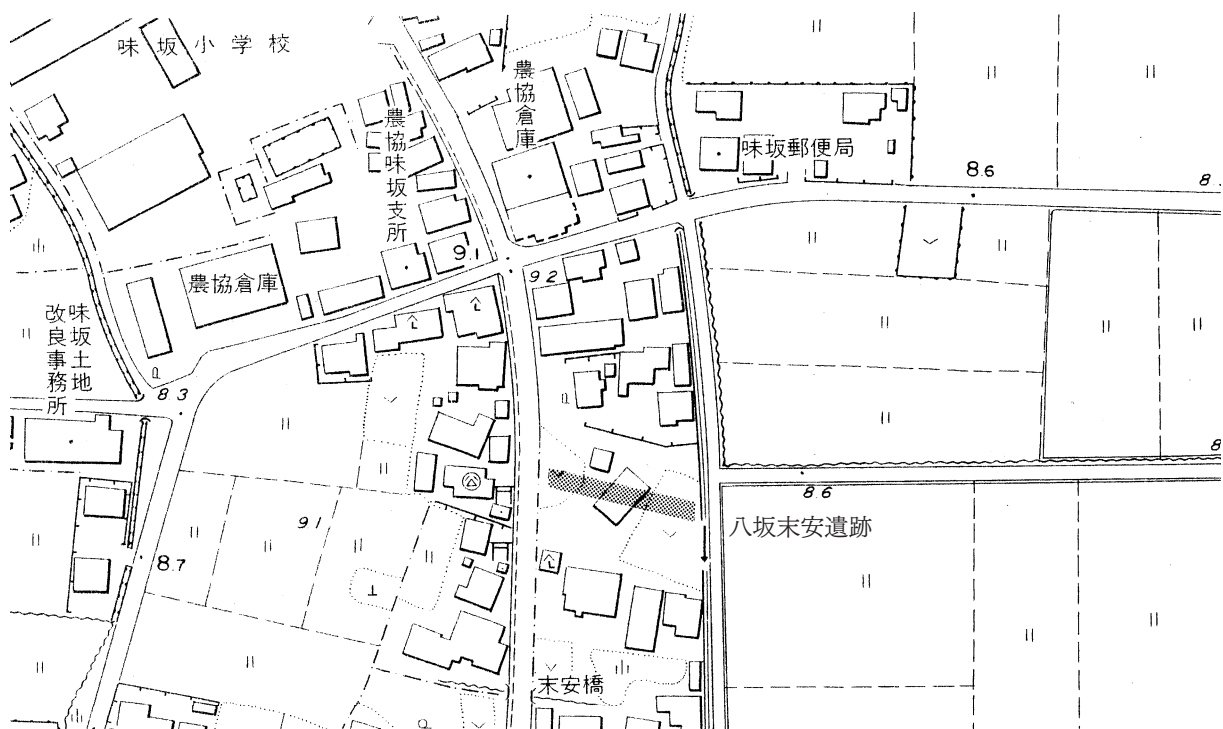 味坂小学校
農協倉庫
農協味坂支所
味坂郵便局
8.6
9.1
9.2
農協倉庫
味坂土地
改良事務所
8.3
8.6
八坂末安遺跡
9.1
8.7
末安橋